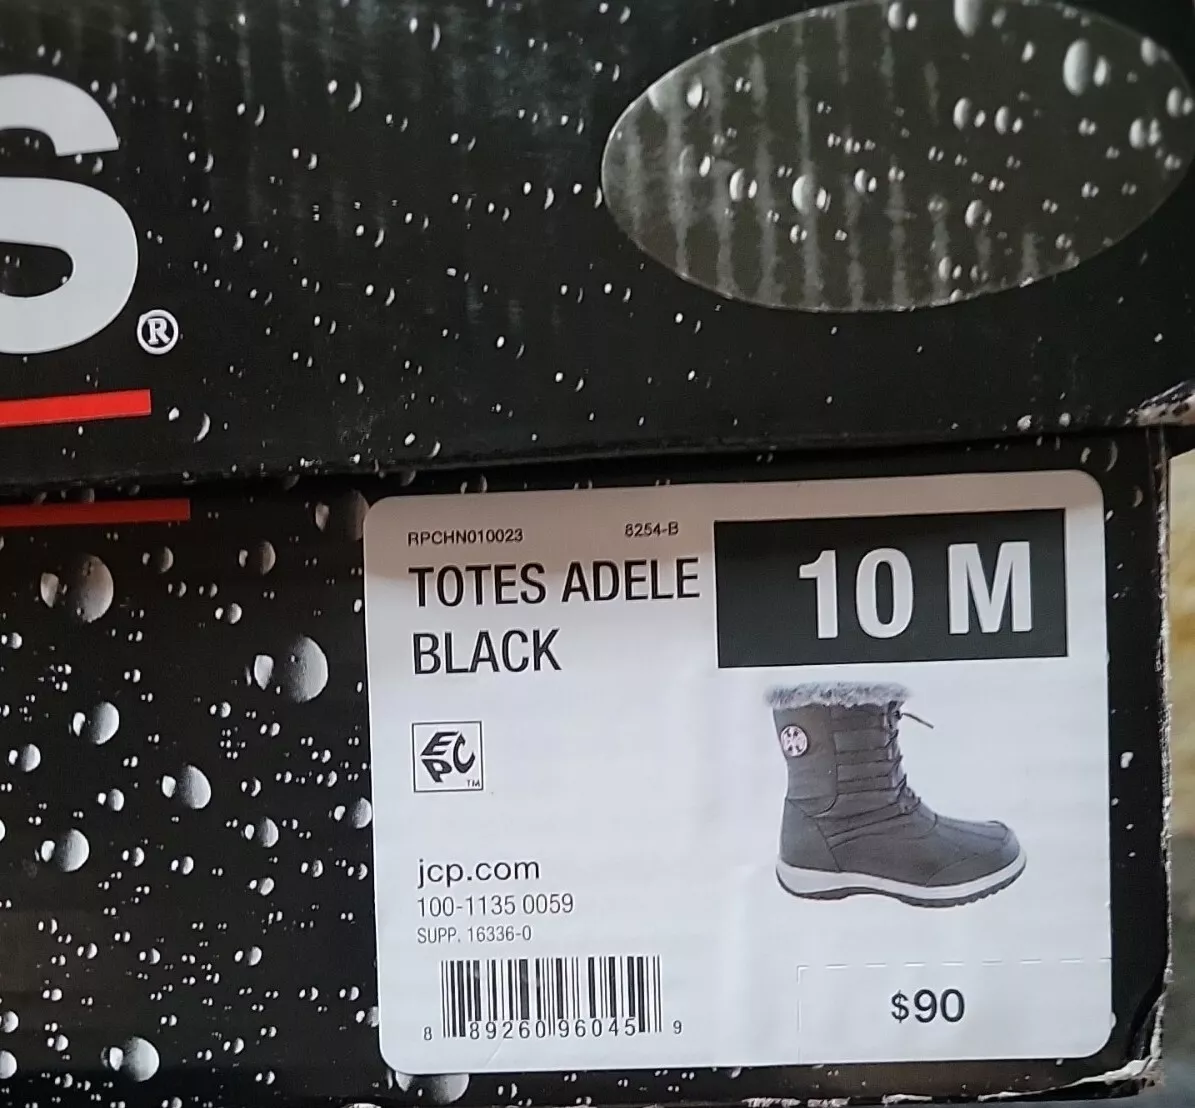 S®
RPCHN010023 8254-B
TOTES ADELE
BLACK
10 M
EPC™
jcp.com
100-1135 0059
SUPP. 16336-0
8 89260 96045 9
$90